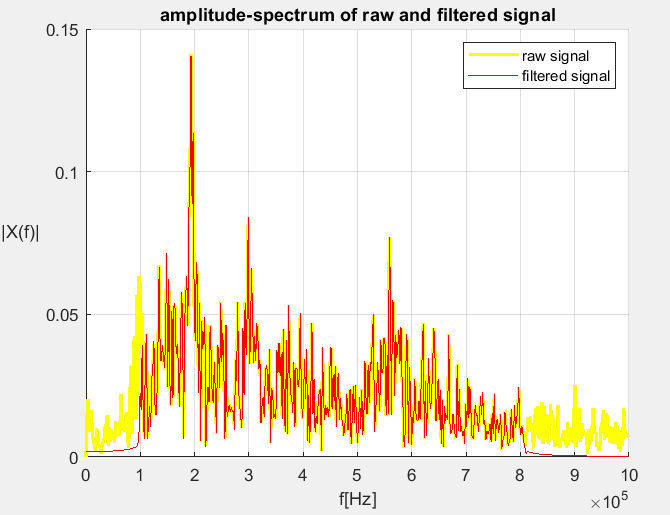 amplitude-spectrum of raw and filtered signal
0.15
raw signal
filtered signal
0.1
|X(f)|
0.05
0
0 1 2 3 4 5 6 7 8 9 10
f[Hz]
×10^5